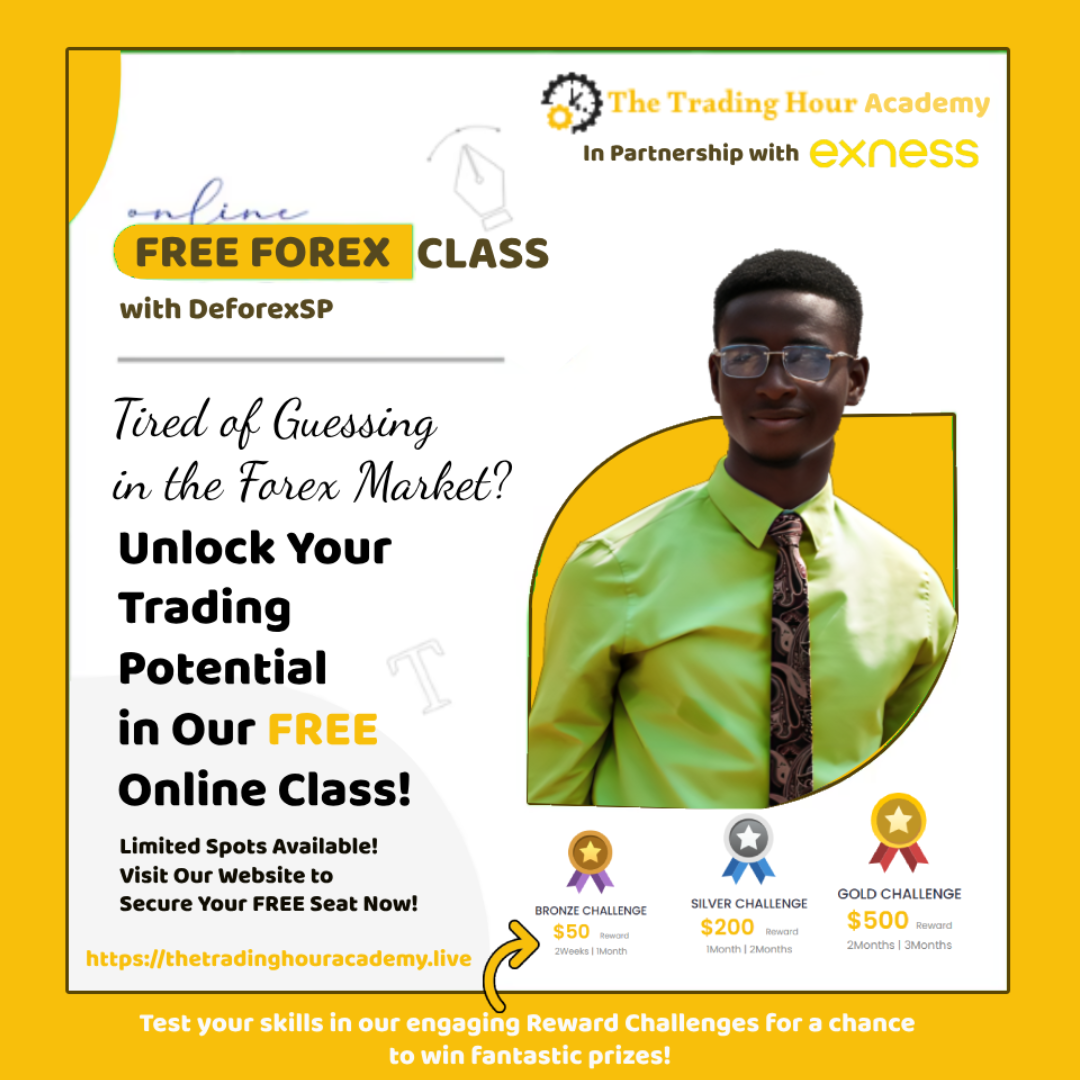 The Trading Hour Academy
In Partnership with exness
online
FREE FOREX CLASS
with DeforexSP
Tired of Guessing
in the Forex Market?
Unlock Your
Trading
Potential
in Our FREE
Online Class!
Limited Spots Available!
Visit Our Website to
Secure Your FREE Seat Now!
https://thetradinghouracademy.live
BRONZE CHALLENGE
$50 Reward
2Weeks | 1Month
SILVER CHALLENGE
$200 Reward
1Month | 2Months
GOLD CHALLENGE
$500 Reward
2Months | 3Months
Test your skills in our engaging Reward Challenges for a chance
to win fantastic prizes!
T